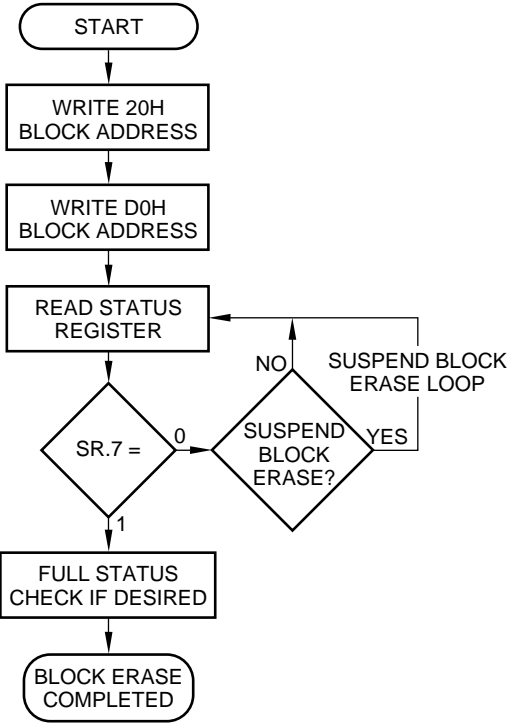 START
WRITE 20H
BLOCK ADDRESS
WRITE D0H
BLOCK ADDRESS
READ STATUS
REGISTER
NO
SUSPEND BLOCK
ERASE LOOP
SR.7 =
0
SUSPEND
BLOCK
ERASE?
YES
1
FULL STATUS
CHECK IF DESIRED
BLOCK ERASE
COMPLETED